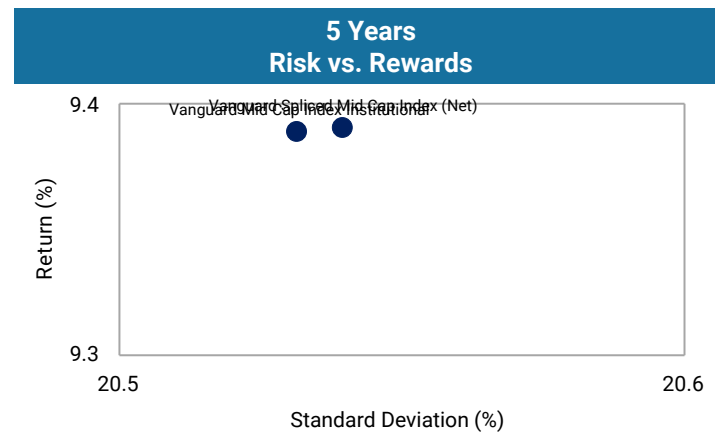 5 Years
Risk vs. Rewards
9.4
Vanguard Spliced Mid Cap Index (Net)
Vanguard Mid Cap Index Institutional
Return (%)
9.3
20.5
20.6
Standard Deviation (%)